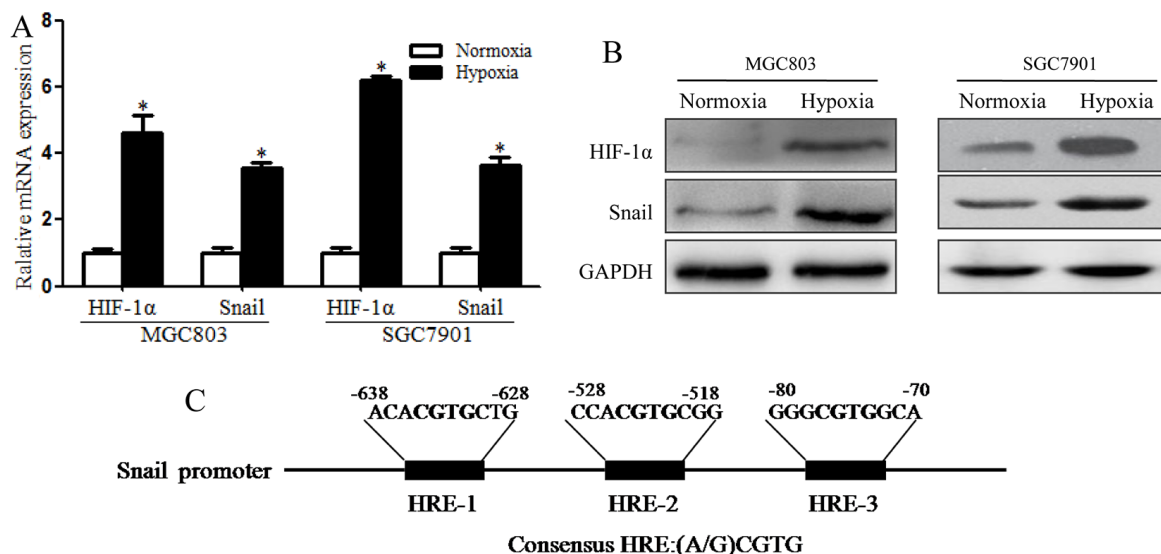 A
Ralative mRNA expression
8
6
4
2
0
Normoxia
Hypoxia
*
*
*
*
HIF-1α Snail HIF-1α Snail
MGC803 SGC7901
B
MGC803 SGC7901
Normoxia Hypoxia Normoxia Hypoxia
HIF-1α
Snail
GAPDH
C
-638 -628 -528 -518 -80 -70
ACACGTGCTG CCACGTGCGG GGGCGTGGCA
Snail promoter
HRE-1 HRE-2 HRE-3
Consensus HRE:(A/G)CGTG